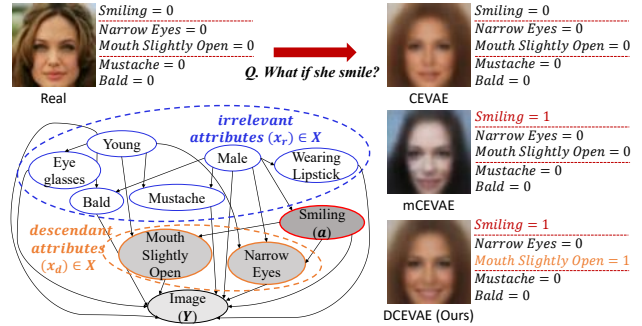 Smiling = 0
Narrow Eyes = 0
Mouth Slightly Open = 0
Mustache = 0
Bald = 0
Real
Q. What if she smile?
Smiling = 0
Narrow Eyes = 0
Mouth Slightly Open = 0
Mustache = 0
Bald = 0
CEVAE
irrelevant
attributes (x_r) ∈ X
Young
Male
Eye
glasses
Wearing
Lipstick
Bald
Mustache
Smiling
(a)
descendant
attributes
(x_d) ∈ X
Mouth
Slightly
Open
Narrow
Eyes
Image
(Y)
Smiling = 1
Narrow Eyes = 0
Mouth Slightly Open = 0
Mustache = 0
Bald = 0
mCEVAE
Smiling = 1
Narrow Eyes = 0
Mouth Slightly Open = 1
Mustache = 0
Bald = 0
DCEVAE (Ours)